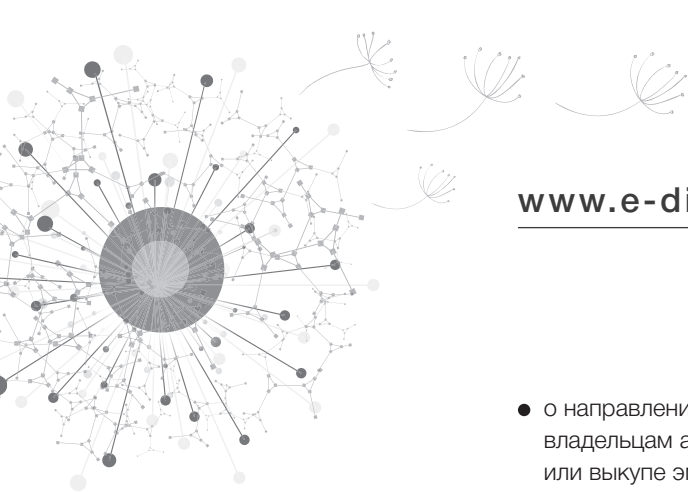 www.e-di
● о направлени
владельцам а
или выкупе э